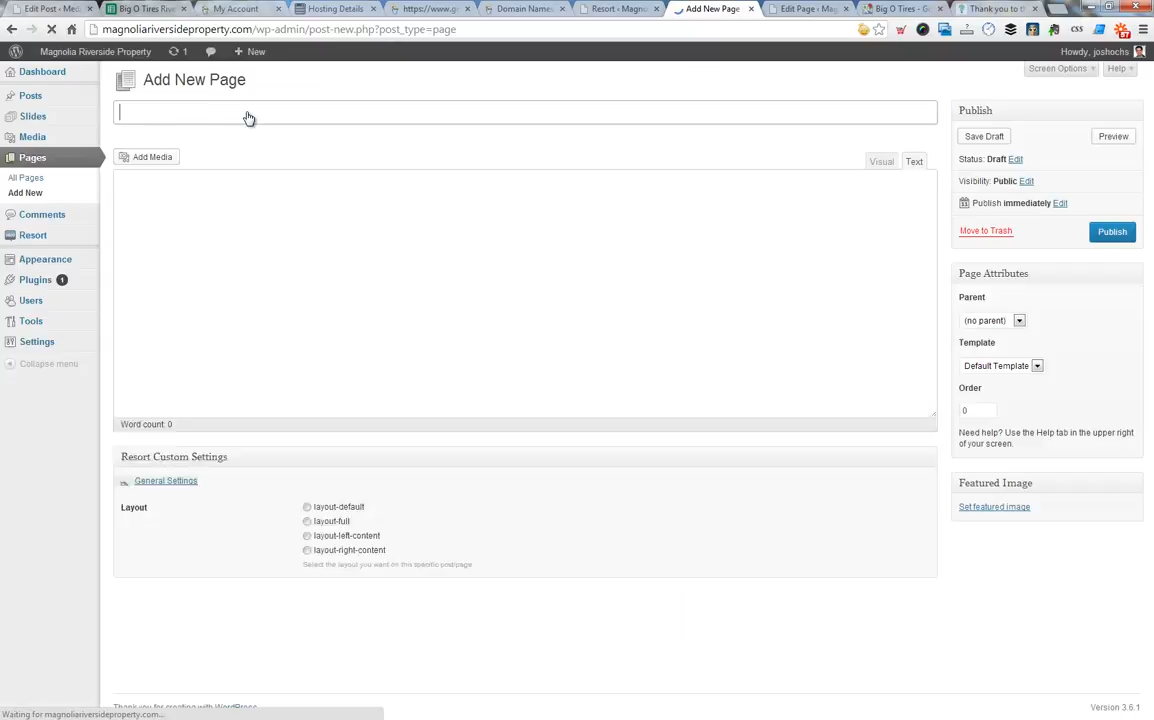 Edit Post ‹ Med
Big O Tires Riv
My Account
Hosting Details
https://www.g
Domain Name
Resort ‹ Magn
Add New Page
Edit Page ‹ Mag
Big O Tires - G
Thank you to th
magnoliariversideproperty.com/wp-admin/post-new.php?post_type=page
CSS
57
Magnolia Riverside Property
1
+ New
Howdy, joshochs
Dashboard
Posts
Slides
Media
Pages
All Pages
Add New
Comments
Resort
Appearance
Plugins 1
Users
Tools
Settings
Collapse menu
Screen Options
Help
Add New Page
Add Media
Visual
Text
Word count: 0
Resort Custom Settings
General Settings
Layout
layout-default
layout-full
layout-left-content
layout-right-content
Select the layout you want on this specific post/page
Publish
Save Draft
Preview
Status: Draft Edit
Visibility: Public Edit
Publish immediately Edit
Move to Trash
Publish
Page Attributes
Parent
(no parent)
Template
Default Template
Order
0
Need help? Use the Help tab in the upper right
of your screen.
Featured Image
Set featured image
Thank you for creating with WordPress.
Version 3.6.1
Waiting for magnoliariversideproperty.com...